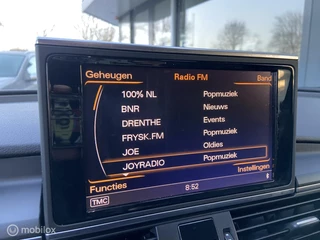 Geheugen Radio FM Band
100% NL Popmuziek
BNR Nieuws
DRENTHE Events
FRYSK.FM Popmuziek
JOE Oldies
JOYRADIO Popmuziek
Functies 8:52 Instellingen
TMC
Marktplaats